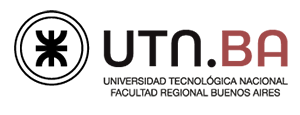 UTN.BA
UNIVERSIDAD TECNOLÓGICA NACIONAL
FACULTAD REGIONAL BUENOS AIRES